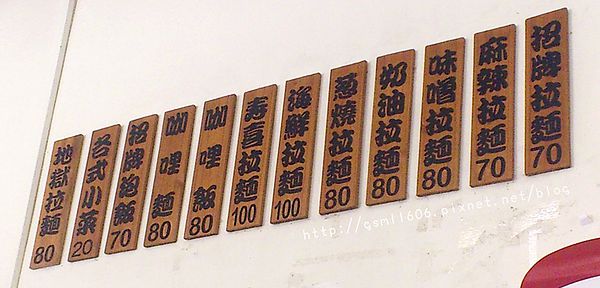 招牌拉麵70
麻辣拉麵70
味噌拉麵80
奶油拉麵80
蔥燒拉麵80
海鮮拉麵100
壽喜拉麵100
咖哩飯80
咖哩麵80
招牌燴飯70
各式小菜20
地獄拉麵80
http://qsml1606.pixnet.net/blog